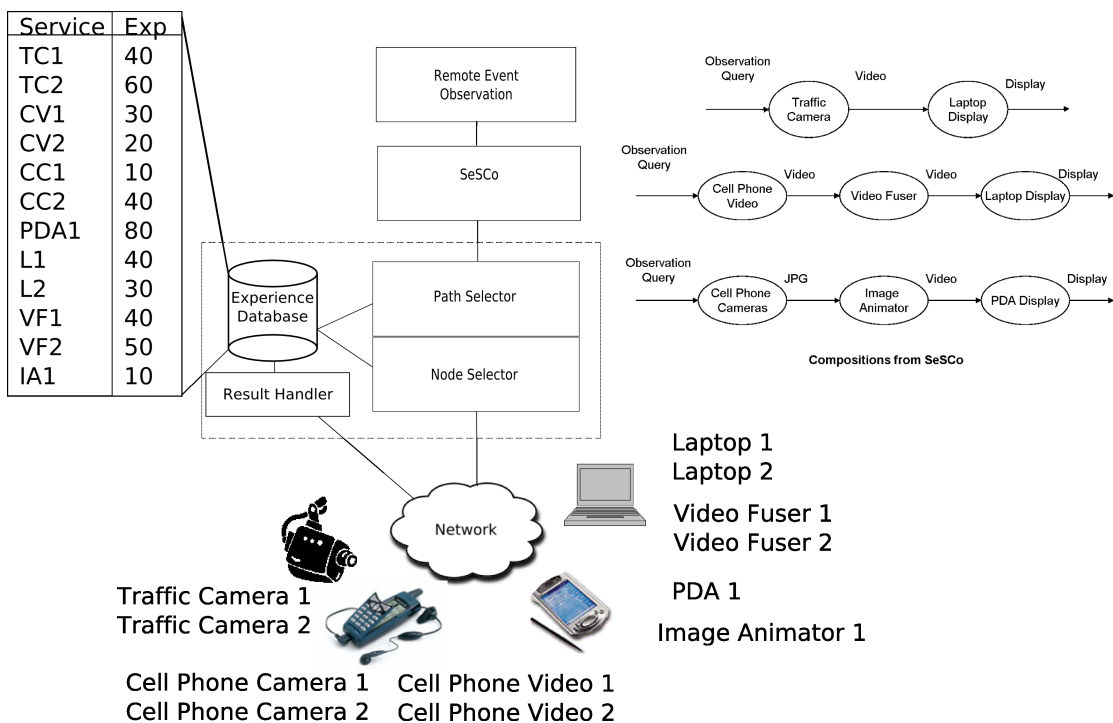 Service Exp
TC1 40
TC2 60
CV1 30
CV2 20
CC1 10
CC2 40
PDA1 80
L1 40
L2 30
VF1 40
VF2 50
IA1 10
Remote Event
Observation
SeSCo
Path Selector
Node Selector
Experience
Database
Result Handler
Network
Observation
Query
Traffic
Camera
Video
Laptop
Display
Display
Observation
Query
Cell Phone
Video
Video
Video Fuser
Video
Laptop Display
Display
Observation
Query
Cell Phone
Cameras
JPG
Image
Animator
Video
PDA Display
Display
Compositions from SeSCo
Laptop 1
Laptop 2
Video Fuser 1
Video Fuser 2
PDA 1
Image Animator 1
Traffic Camera 1
Traffic Camera 2
Cell Phone Camera 1
Cell Phone Camera 2
Cell Phone Video 1
Cell Phone Video 2